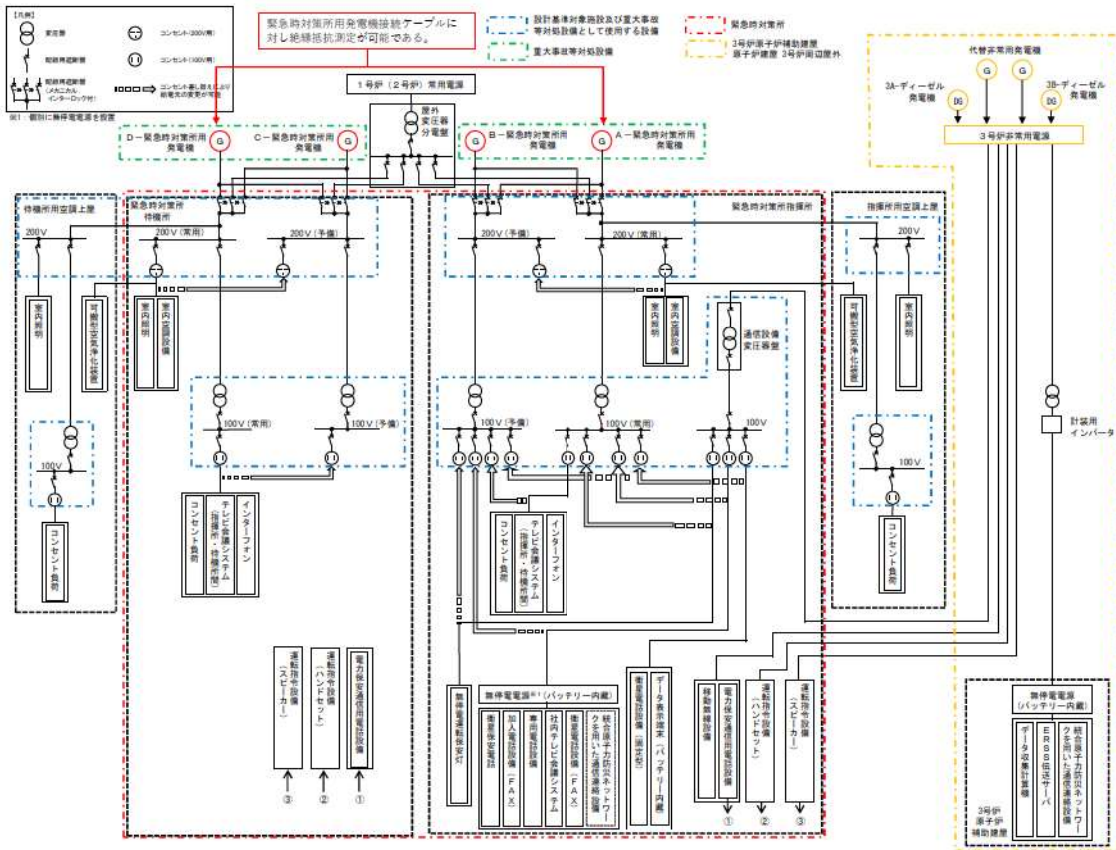 【凡例】
変圧器
配線用遮断器
配線用遮断器
(メカニカル
インターロック付)
コンセント(200V用)
コンセント(100V用)
コンセント差し替えにより
給電元の変更が可能
※1:個別に無停電電源を設置
緊急時対策所用発電機接続ケーブルに
対し絶縁抵抗測定が可能である。
設計基準対象施設及び重大事故
等対処設備として使用する設備
重大事故等対処設備
緊急時対策所
3号炉原子炉補助建屋
原子炉建屋 3号炉周辺屋外
1号炉(2号炉)常用電源
屋外
変圧器
分電盤
D-緊急時対策所用
発電機
G
C-緊急時対策所用
発電機
G
B-緊急時対策所用
発電機
G
A-緊急時対策所用
発電機
G
代替非常用発電機
G
G
3A-ディーゼル
発電機
DG
3B-ディーゼル
発電機
DG
3号炉非常用電源
待機所用空調上屋
緊急時対策所
待機所
緊急時対策所指揮所
指揮所用空調上屋
200V
200V(常用)
200V(予備)
200V(予備)
200V(常用)
200V
室内照明
可搬型空気浄化装置
室内照明
室内空調設備
室内照明
室内空調設備
通信設備
変圧器盤
可搬型空気浄化装置
室内照明
計装用
インバータ
100V
100V(常用)
100V(予備)
100V(予備)
100V(常用)
100V
100V
コンセント負荷
コンセント負荷
テレビ会議システム
(指揮所・待機所間)
インターフォン
コンセント負荷
テレビ会議システム
(指揮所・待機所間)
インターフォン
コンセント負荷
運転指令設備
(スピーカー)
③
運転指令設備
(ハンドセット)
②
電力保安通信用電話設備
①
無停電運転保安灯
無停電電源※1(バッテリー内蔵)
衛星保安電話
加入電話設備(FAX)
専用電話設備
社内テレビ会議システム
衛星電話設備(FAX)
統合原子力防災ネットワー
クを用いた通信連絡設備
衛星電話設備(固定型)
データ表示端末(バッテリー内蔵)
移動無線設備
電力保安通信用電話設備
①
運転指令設備
(ハンドセット)
②
運転指令設備
(スピーカー)
③
無停電電源
(バッテリー内蔵)
データ収集計算機
ERSS伝送サーバ
統合原子力防災ネットワー
クを用いた通信連絡設備
3号炉
原子炉
補助建屋